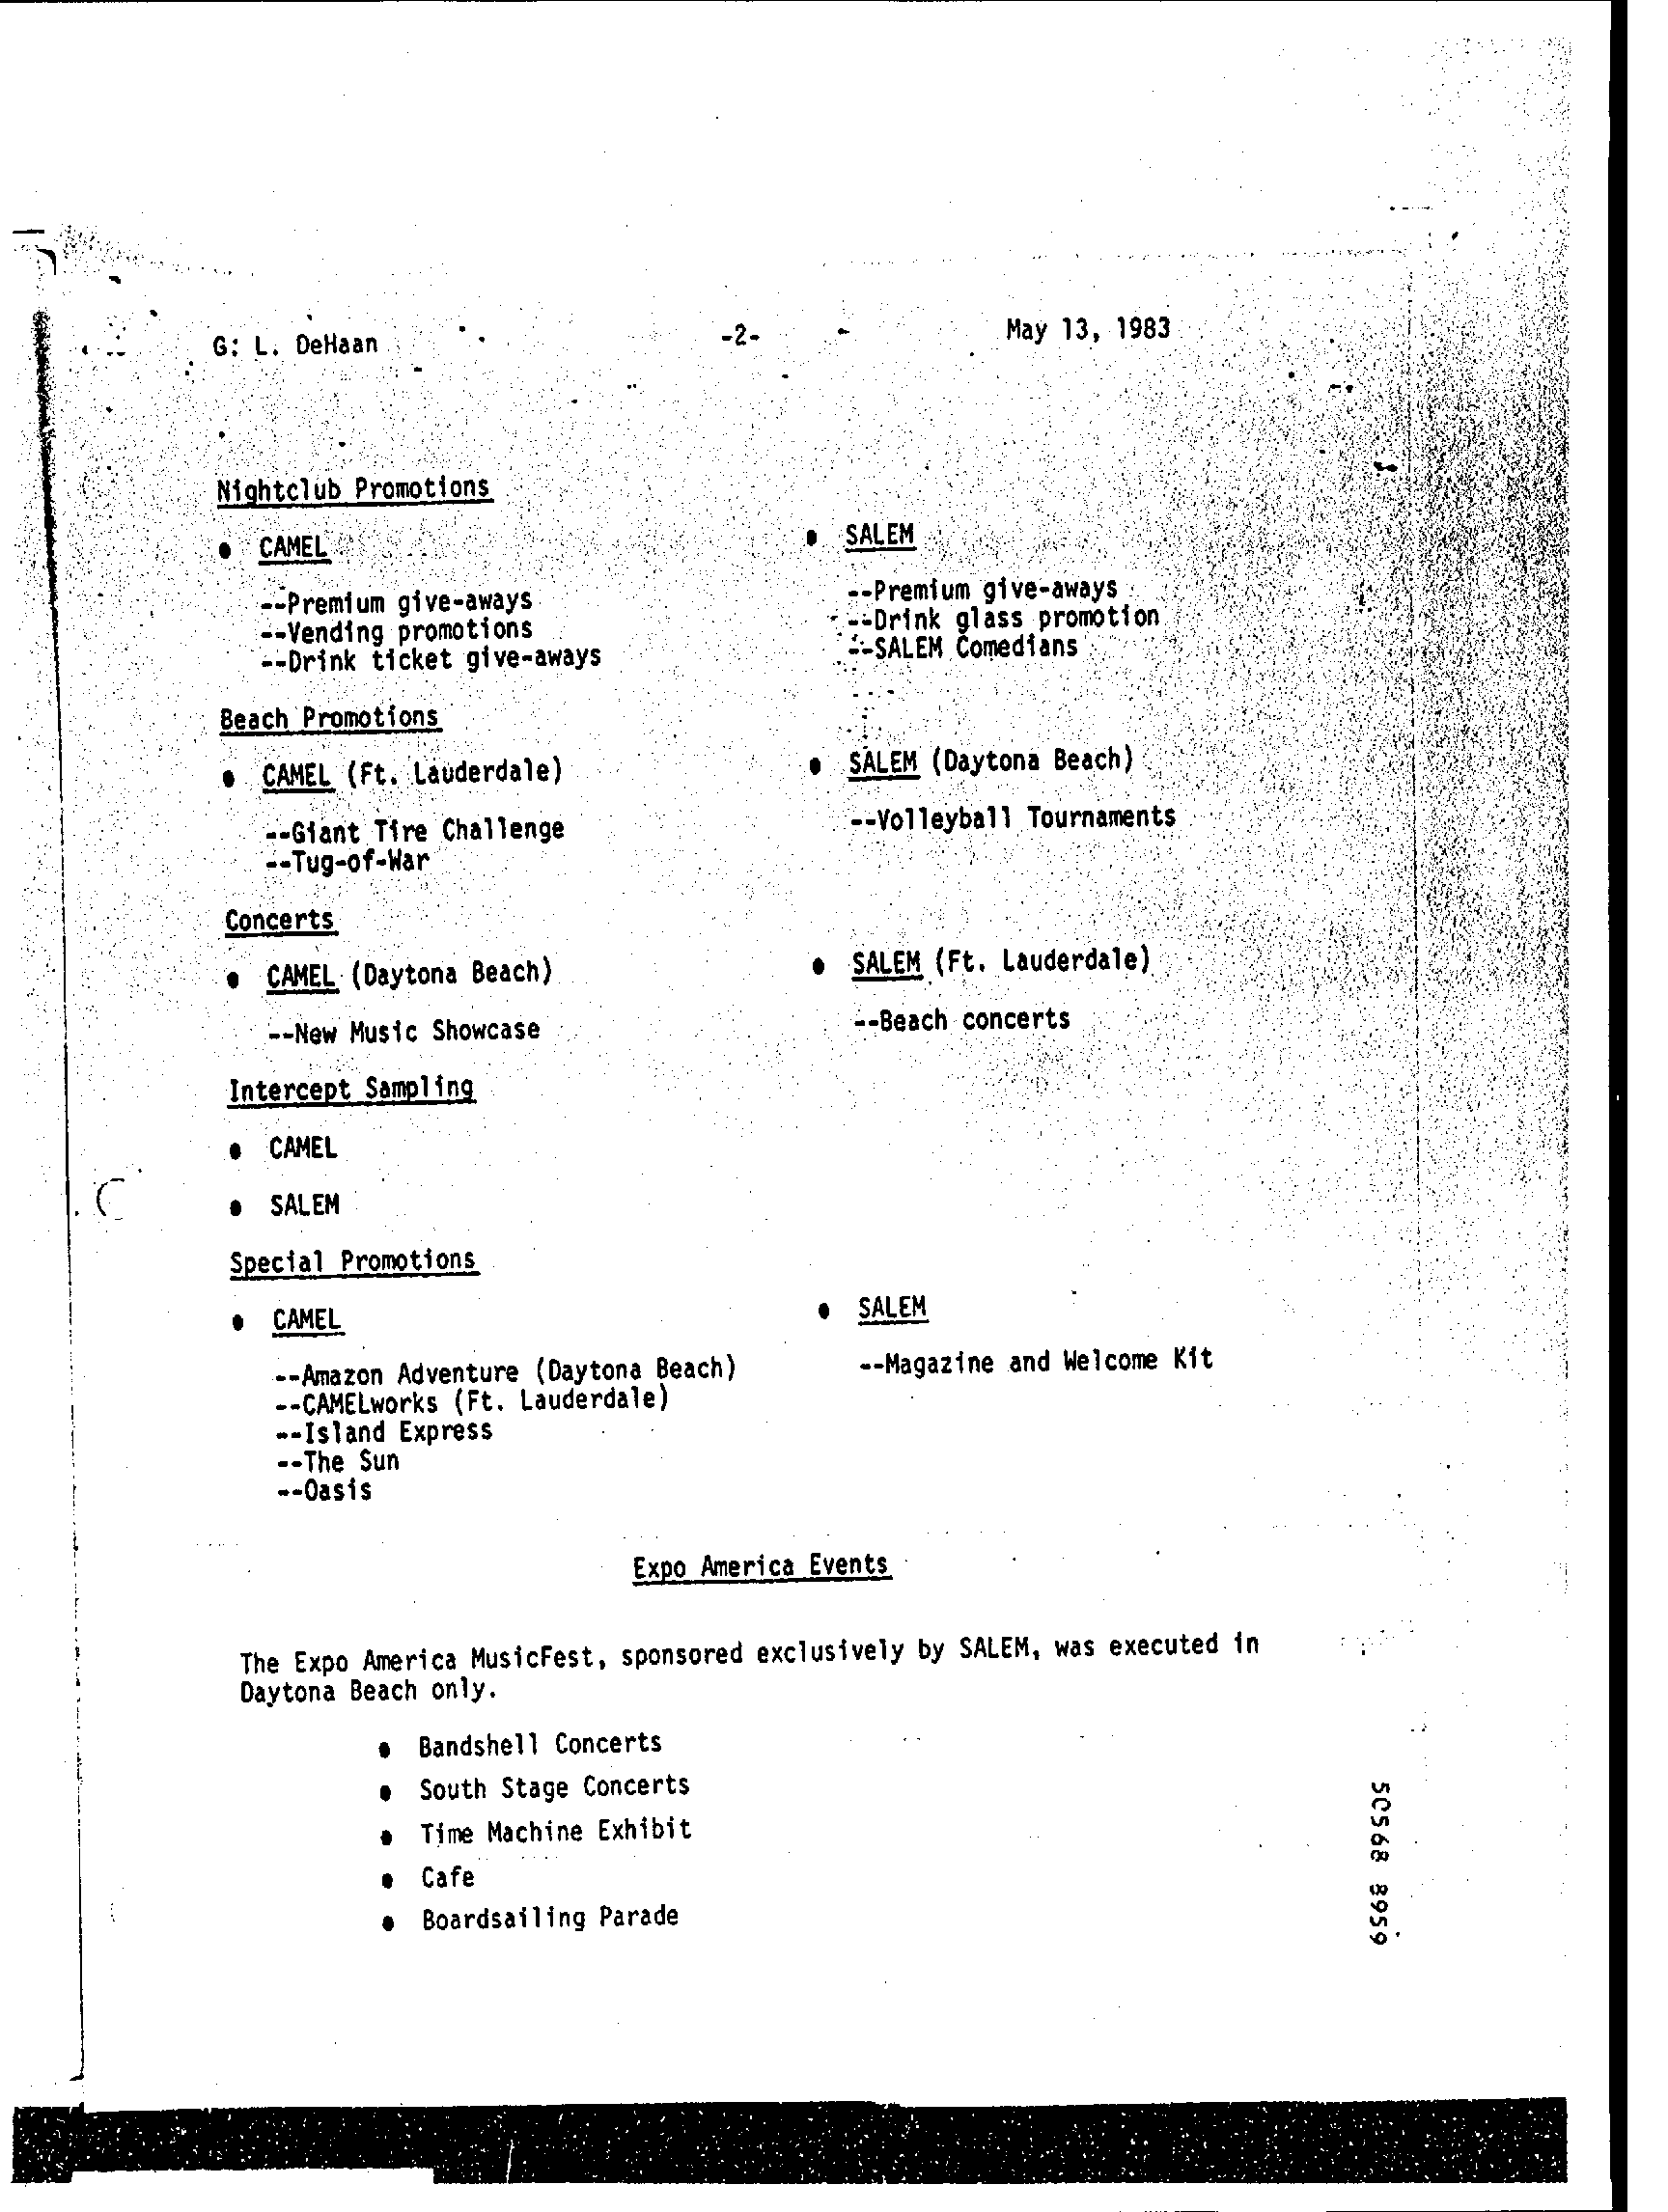 G: L. DeHaan -2- May 13, 1983
Nightclub Promotions
• CAMEL
--Premium give-aways
--Vending promotions
--Drink ticket give-aways
• SALEM
--Premium give-aways
--Drink glass promotion
--SALEM Comedians
Beach Promotions
• CAMEL (Ft. Lauderdale)
--Giant Tire Challenge
--Tug-of-War
• SALEM (Daytona Beach)
--Volleyball Tournaments
Concerts
• CAMEL (Daytona Beach)
--New Music Showcase
• SALEM (Ft. Lauderdale)
--Beach concerts
Intercept Sampling
• CAMEL
• SALEM
Special Promotions
• CAMEL
--Amazon Adventure (Daytona Beach)
--CAMELworks (Ft. Lauderdale)
--Island Express
--The Sun
--Oasis
• SALEM
--Magazine and Welcome Kit
Expo America Events
The Expo America MusicFest, sponsored exclusively by SALEM, was executed in
Daytona Beach only.
• Bandshell Concerts
• South Stage Concerts
• Time Machine Exhibit
• Cafe
• Boardsailing Parade
50568 8959